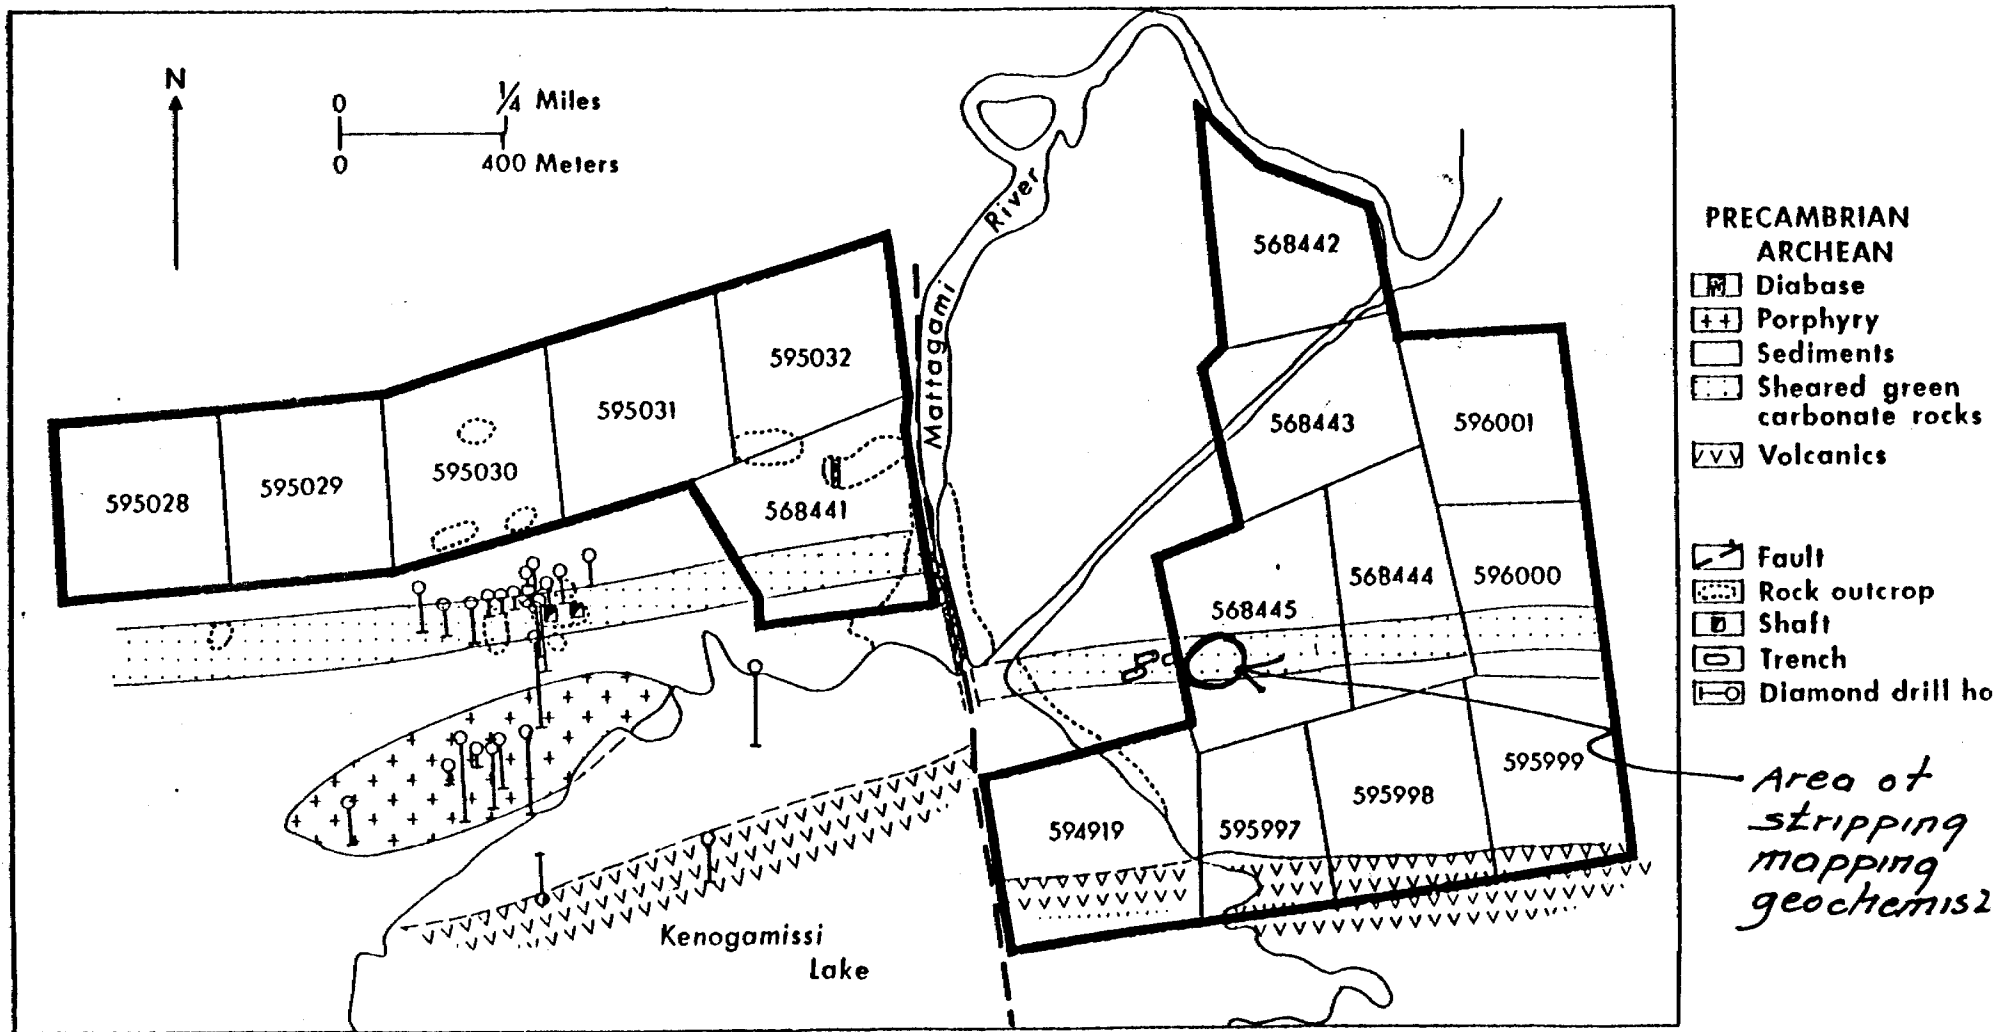 N
0 1/4 Miles
0 400 Meters
Mattagami River
568442
595032
595031
568443
596001
595030
595029
595028
568441
568444
596000
568445
595999
595998
594919
595997
Kenogamissi
Lake
PRECAMBRIAN
ARCHEAN
Diabase
Porphyry
Sediments
Sheared green
carbonate rocks
Volcanics
Fault
Rock outcrop
Shaft
Trench
Diamond drill ho
Area of
stripping
mapping
geochemist